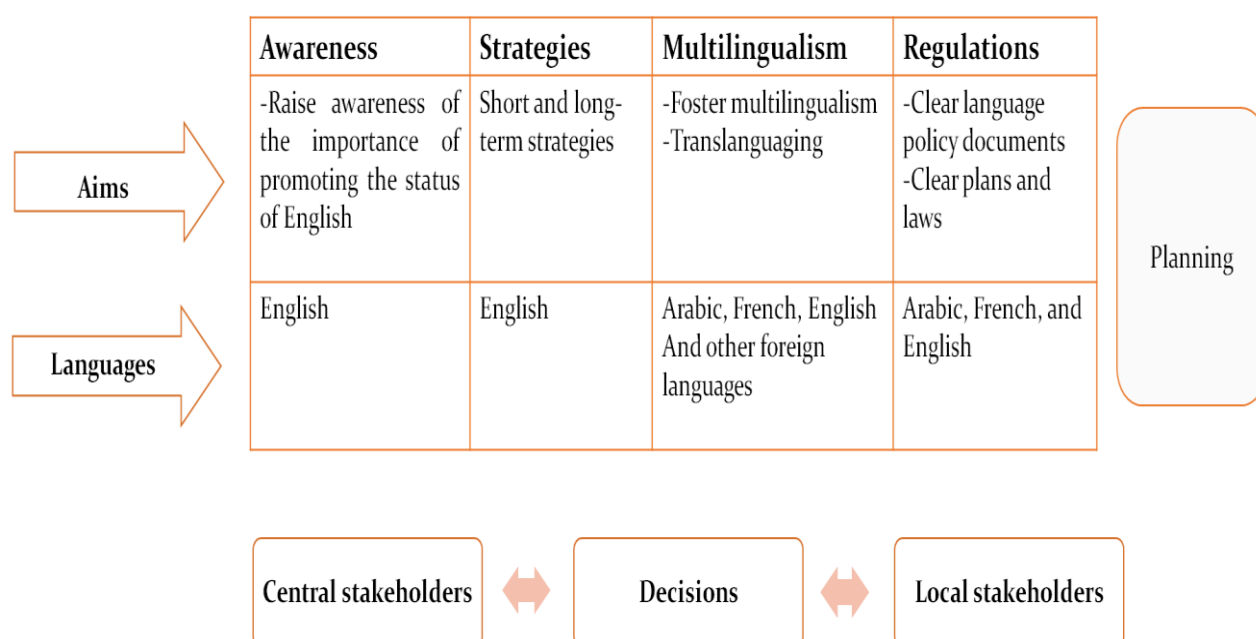 Awareness
Strategies
Multilingualism
Regulations
Aims
-Raise awareness of
the importance of
promoting the status
of English
Short and long-
term strategies
-Foster multilingualism
-Translanguaging
-Clear language
policy documents
-Clear plans and
laws
Planning
Languages
English
English
Arabic, French, English
And other foreign
languages
Arabic, French, and
English
Central stakeholders
Decisions
Local stakeholders